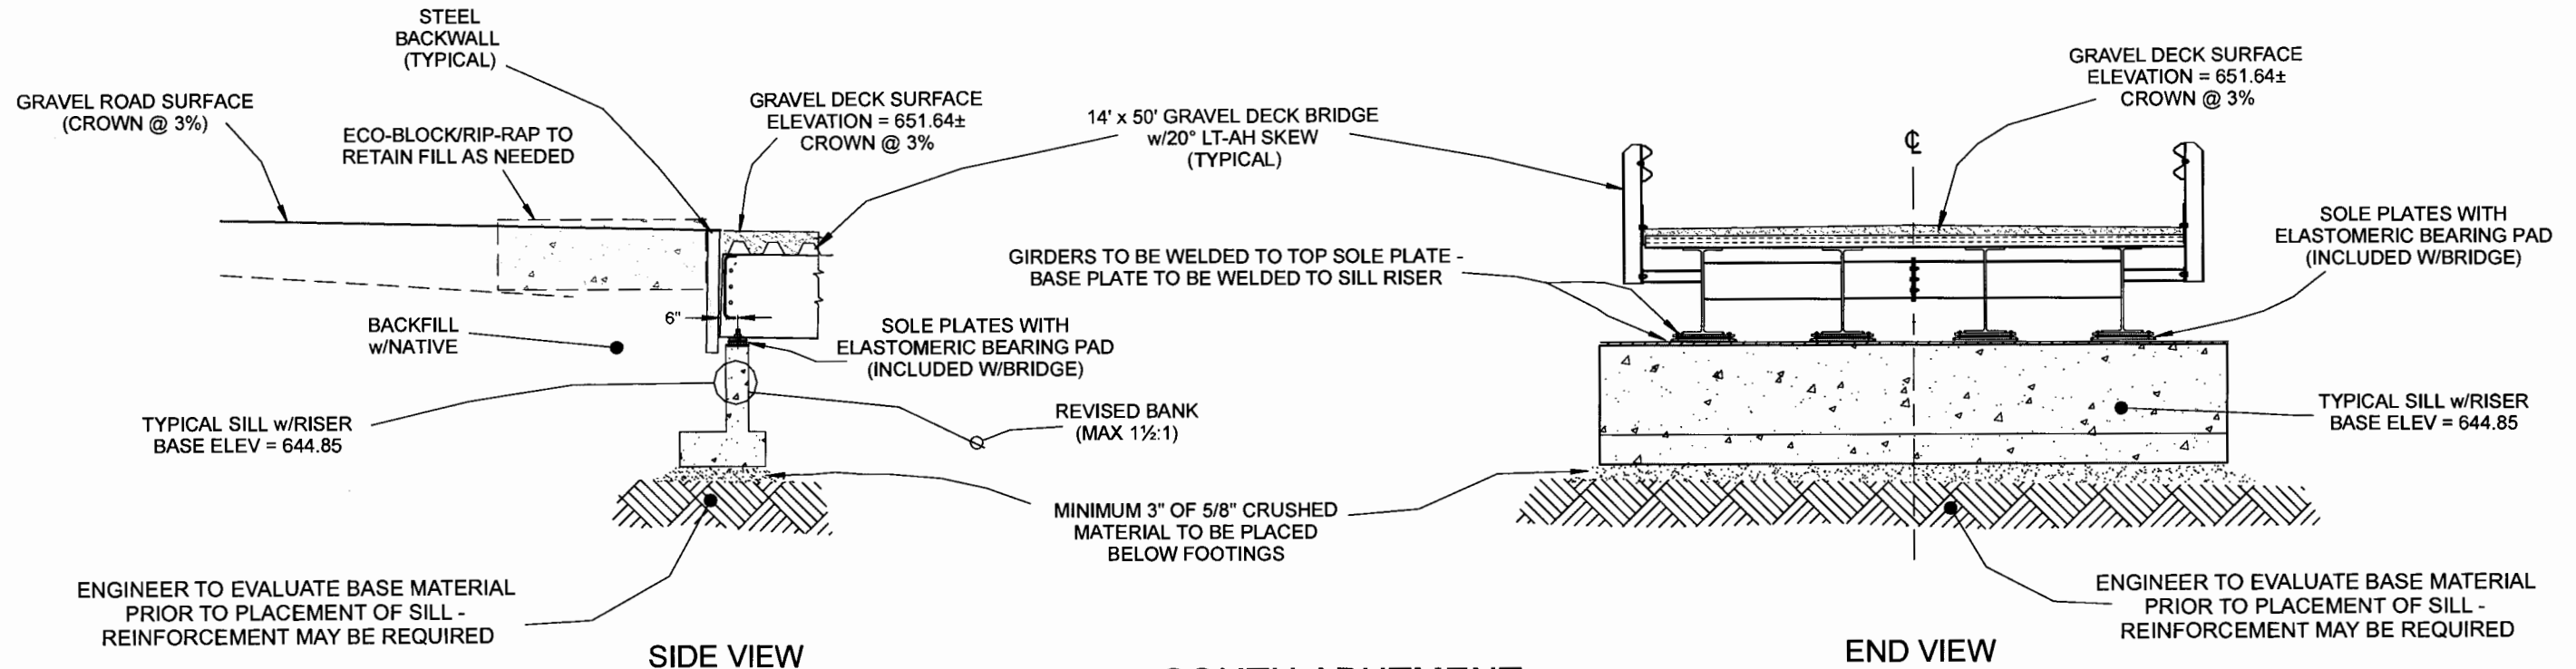 STEEL
BACKWALL
(TYPICAL)
GRAVEL ROAD SURFACE
(CROWN @ 3%)
ECO-BLOCK/RIP-RAP TO
RETAIN FILL AS NEEDED
GRAVEL DECK SURFACE
ELEVATION = 651.64±
CROWN @ 3%
14' x 50' GRAVEL DECK BRIDGE
w/20° LT-AH SKEW
(TYPICAL)
GRAVEL DECK SURFACE
ELEVATION = 651.64±
CROWN @ 3%
℄
SOLE PLATES WITH
ELASTOMERIC BEARING PAD
(INCLUDED W/BRIDGE)
GIRDERS TO BE WELDED TO TOP SOLE PLATE -
BASE PLATE TO BE WELDED TO SILL RISER
6"
BACKFILL
w/NATIVE
SOLE PLATES WITH
ELASTOMERIC BEARING PAD
(INCLUDED W/BRIDGE)
TYPICAL SILL w/RISER
BASE ELEV = 644.85
REVISED BANK
(MAX 1½:1)
TYPICAL SILL w/RISER
BASE ELEV = 644.85
MINIMUM 3" OF 5/8" CRUSHED
MATERIAL TO BE PLACED
BELOW FOOTINGS
ENGINEER TO EVALUATE BASE MATERIAL
PRIOR TO PLACEMENT OF SILL -
REINFORCEMENT MAY BE REQUIRED
ENGINEER TO EVALUATE BASE MATERIAL
PRIOR TO PLACEMENT OF SILL -
REINFORCEMENT MAY BE REQUIRED
SIDE VIEW
END VIEW